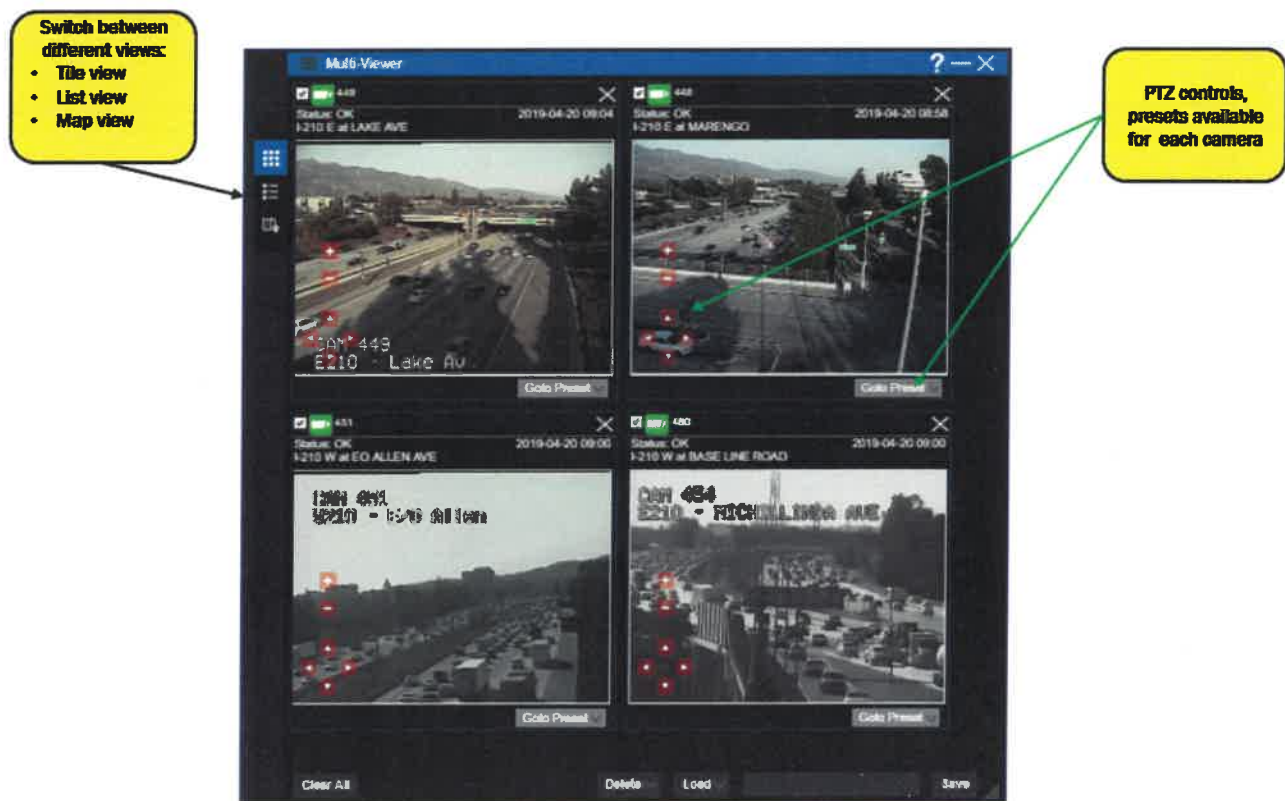 Switch between
different views:
• Tile view
• List view
• Map view
Multi-Viewer
?
449
Status: OK 2019-04-20 09:04
I-210 E at LAKE AVE
CAM 449
E210 - Lake Av
Goto Preset
448
Status: OK 2019-04-20 08:58
I-210 E at MARENGO
Goto Preset
PTZ controls,
presets available
for each camera
451
Status: OK 2019-04-20 09:00
I-210 W at EO ALLEN AVE
Allen
Goto Preset
480
Status: OK 2019-04-20 09:00
I-210 W at BASE LINE ROAD
CAM 454
E210 - MICHILLINDA AVE
Goto Preset
Clear All
Delete
Load
Save